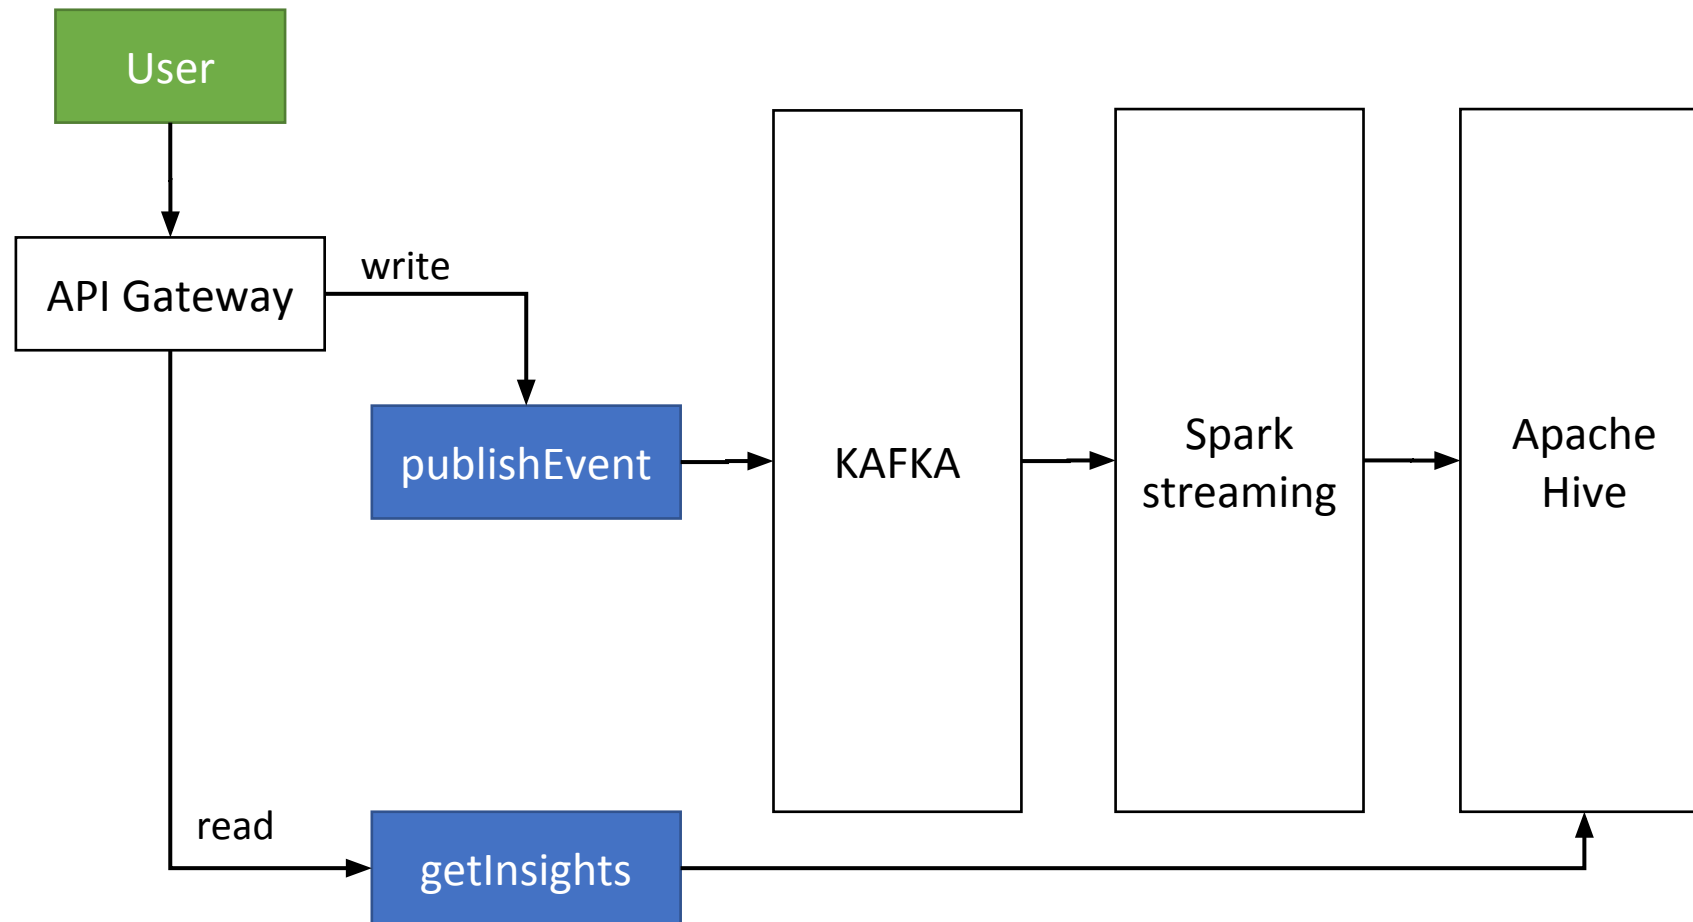 User
API Gateway
write
publishEvent
KAFKA
Spark
streaming
Apache
Hive
read
getInsights